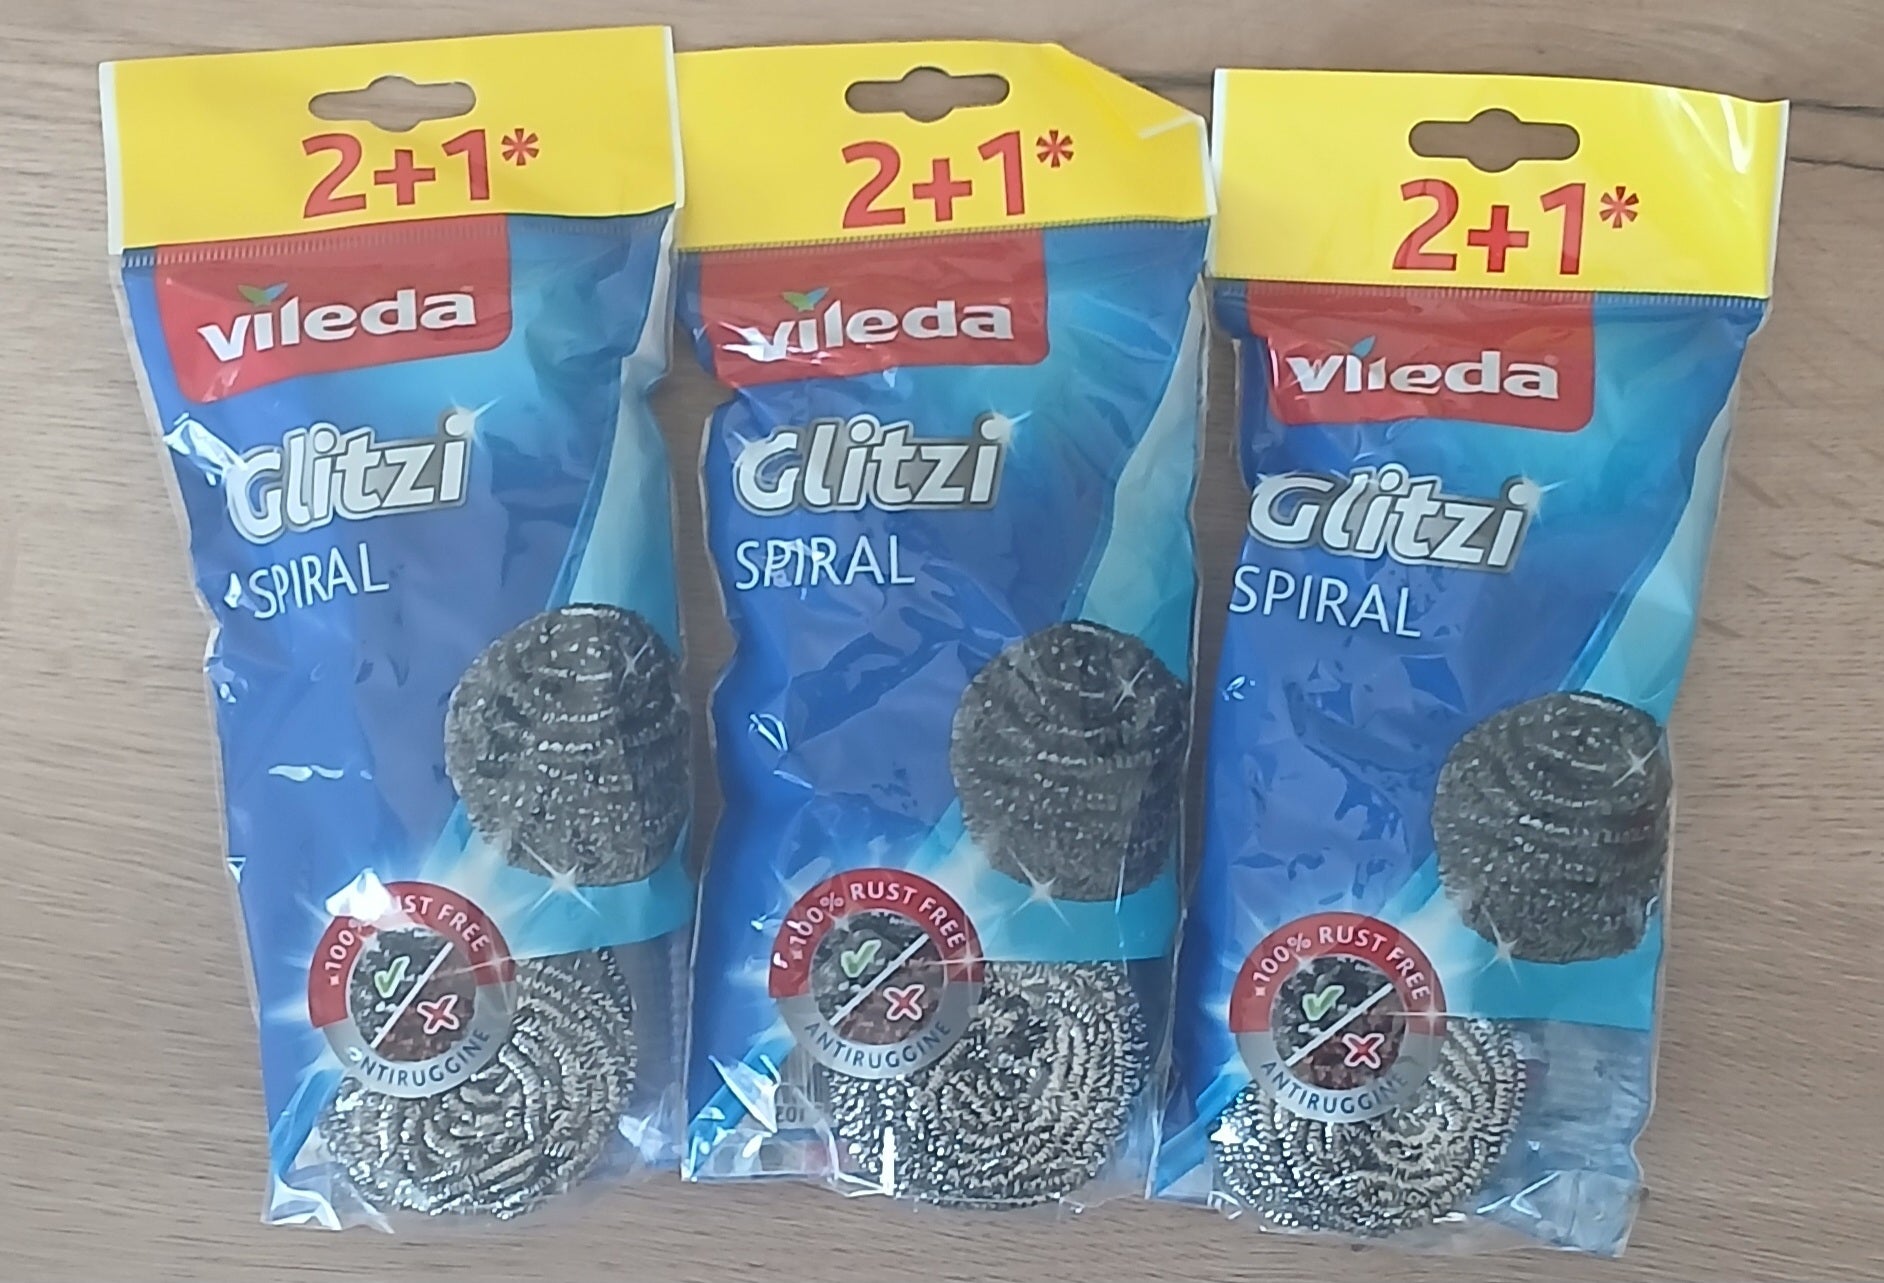 2+1*
vileda
Glitzi
SPIRAL
100% RUST FREE
ANTIRUGGINE
2+1*
vileda
Glitzi
SPIRAL
100% RUST FREE
ANTIRUGGINE
2+1*
vileda
Glitzi
SPIRAL
100% RUST FREE
ANTIRUGGINE